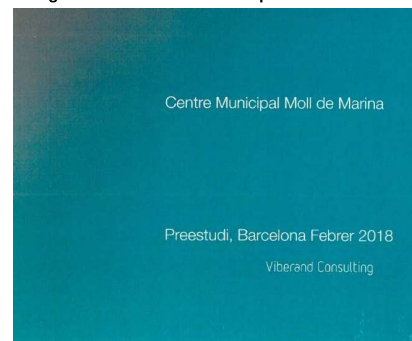 Centre Municipal Moll de Marina
Preestudi, Barcelona Febrer 2018
Viberand Consulting